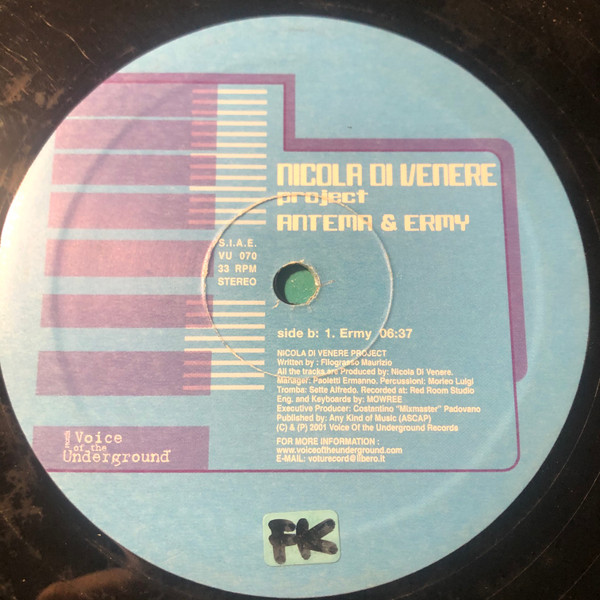 NICOLA DI VENERE
project
ANTEMA & ERMY
S.I.A.E.
VU 070
33 RPM
STEREO
side b: 1. Ermy 06:37
NICOLA DI VENERE PROJECT
Written by : Filograsso Maurizio
All the tracks are Produced by: Nicola Di Venere.
Manager: Paoletti Ermanno. Percussioni: Morleo Luigi
Tromba: Sette Alfredo. Recorded at: Red Room Studio
Eng. and Keyboards by: MOWREE
Executive Producer: Costantino "Mixmaster" Padovano
Published by: Any Kind of Music (ASCAP)
(C) & (P) 2001 Voice Of the Underground Records
FOR MORE INFORMATION :
www.voiceoftheunderground.com
E-MAIL: voturecord@libero.it
Voice
of the
Underground
PK